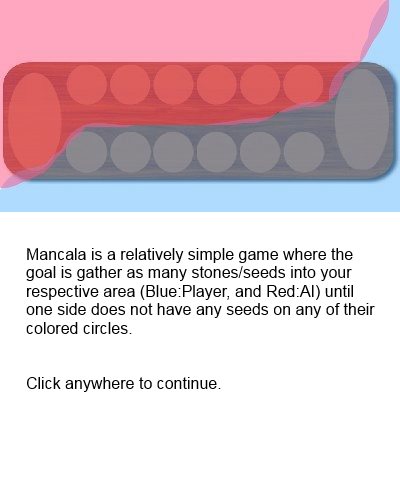 Mancala is a relatively simple game where the
goal is gather as many stones/seeds into your
respective area (Blue:Player, and Red:AI) until
one side does not have any seeds on any of their
colored circles.
Click anywhere to continue.